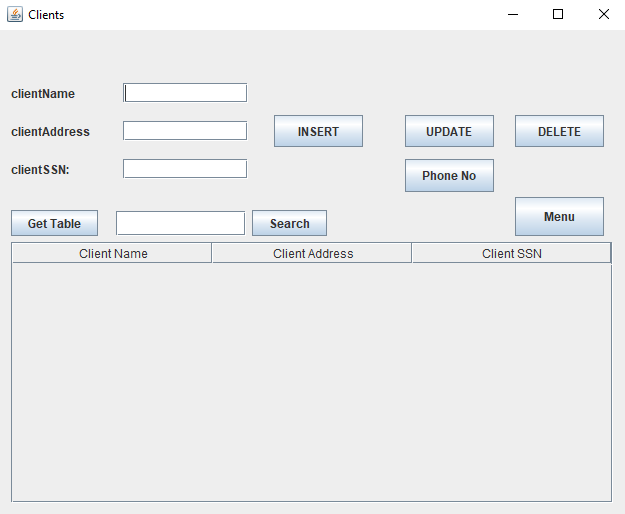 Clients
clientName
clientAddress INSERT UPDATE DELETE
clientSSN: Phone No
Menu
Get Table Search
Client Name Client Address Client SSN